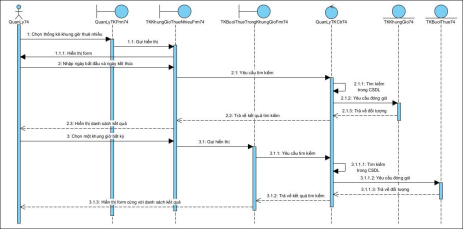 QuanLy74
QuanLyTKFrm74
TKKhungGioThueNhieuFrm74
TKBuoiThueTrongKhungGioFrm74
QuanLyTKCtr74
TKKhungGio74
TKBuoiThue74
1: Chọn thống kê khung giờ thuê nhiều
1.1: Gọi hiển thị
1.1.1: Hiển thị form
2: Nhập ngày bắt đầu và ngày kết thúc
2.1: Yêu cầu tìm kiếm
2.1.1: Tìm kiếm
trong CSDL
2.1.2: Yêu cầu đóng gói
2.1.3: Trả về đối tượng
2.2: Trả về kết quả tìm kiếm
2.3: Hiển thị danh sách kết quả
3: Chọn một khung giờ bất kỳ
3.1: Gọi hiển thị
3.1.1: Yêu cầu tìm kiếm
3.1.1.1: Tìm kiếm
trong CSDL
3.1.1.2: Yêu cầu đóng gói
3.1.1.3: Trả về đối tượng
3.1.2: Trả về kết quả tìm kiếm
3.1.3: Hiển thị form cùng với danh sách kết quả